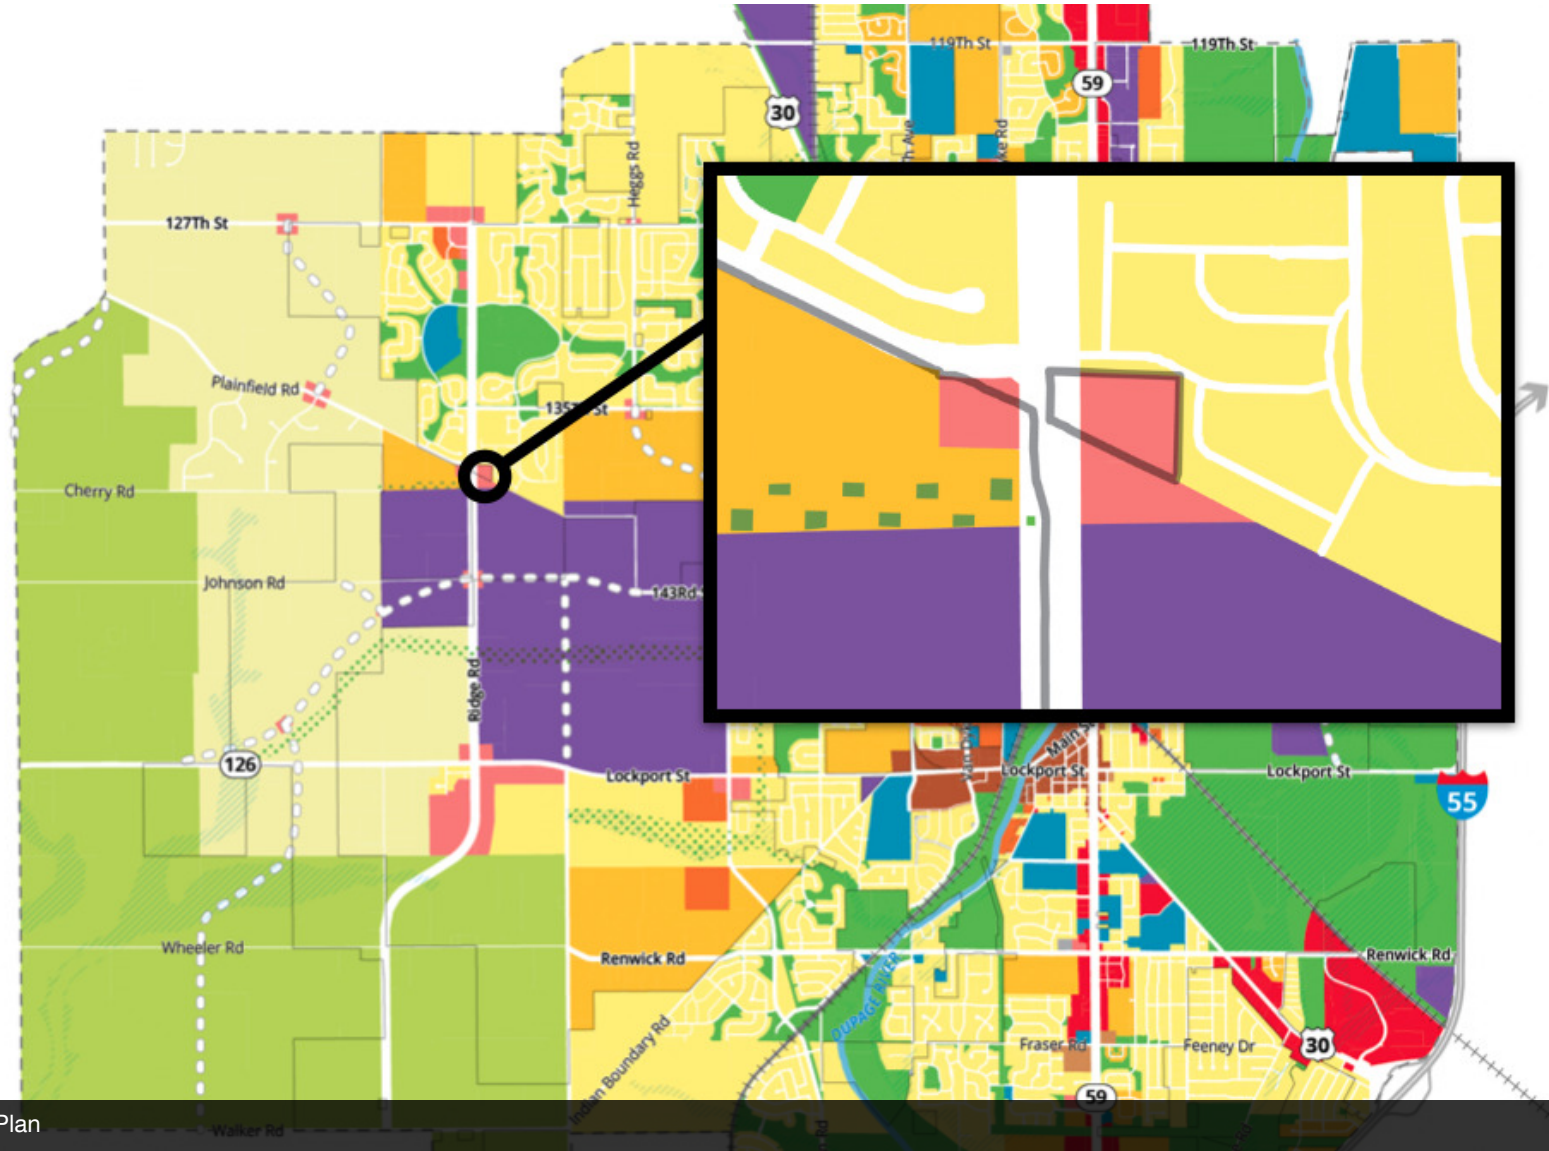 119Th St
119Th St
59
30
Heggs Rd
127Th St
Plainfield Rd
135Th St
Cherry Rd
Johnson Rd
143Rd
Ridge Rd
126
Lockport St
Main St
Lockport St
Lockport St
55
Wheeler Rd
Renwick Rd
Renwick Rd
DUPAGE RIVER
Indian Boundary Rd
Fraser Rd
Feeney Dr
30
59
Plan
Walker Rd
Rd
Rd